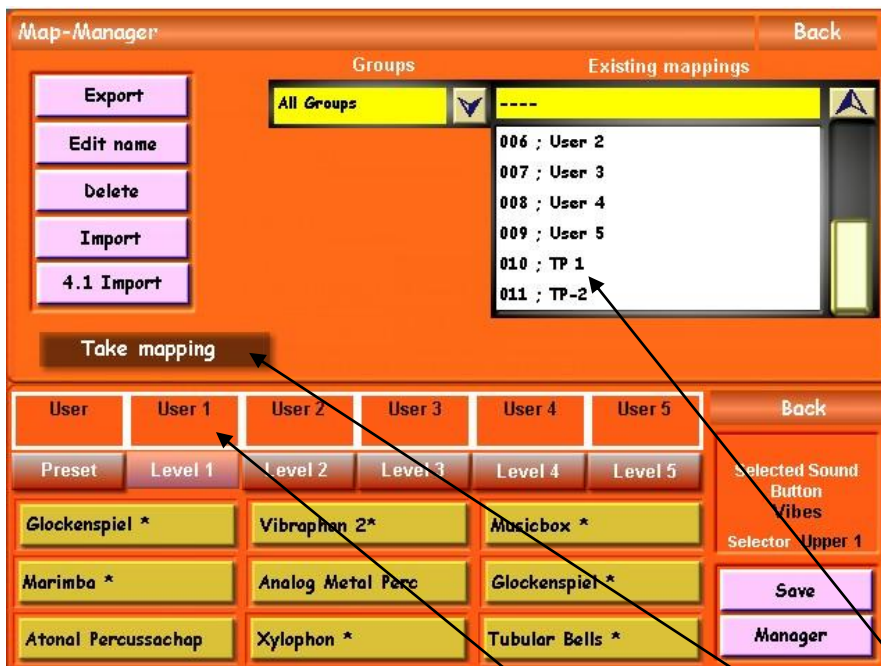 Map-Manager
Back
Groups
Existing mappings
Export
Edit name
Delete
Import
4.1 Import
All Groups
----
006 ; User 2
007 ; User 3
008 ; User 4
009 ; User 5
010 ; TP 1
011 ; TP-2
Take mapping
User
User 1
User 2
User 3
User 4
User 5
Back
Preset
Level 1
Level 2
Level 3
Level 4
Level 5
Selected Sound
Button
Vibes
Selector Upper 1
Glockenspiel *
Vibraphon 2*
Musicbox *
Marimba *
Analog Metal Perc
Glockenspiel *
Atonal Percussachap
Xylophon *
Tubular Bells *
Save
Manager